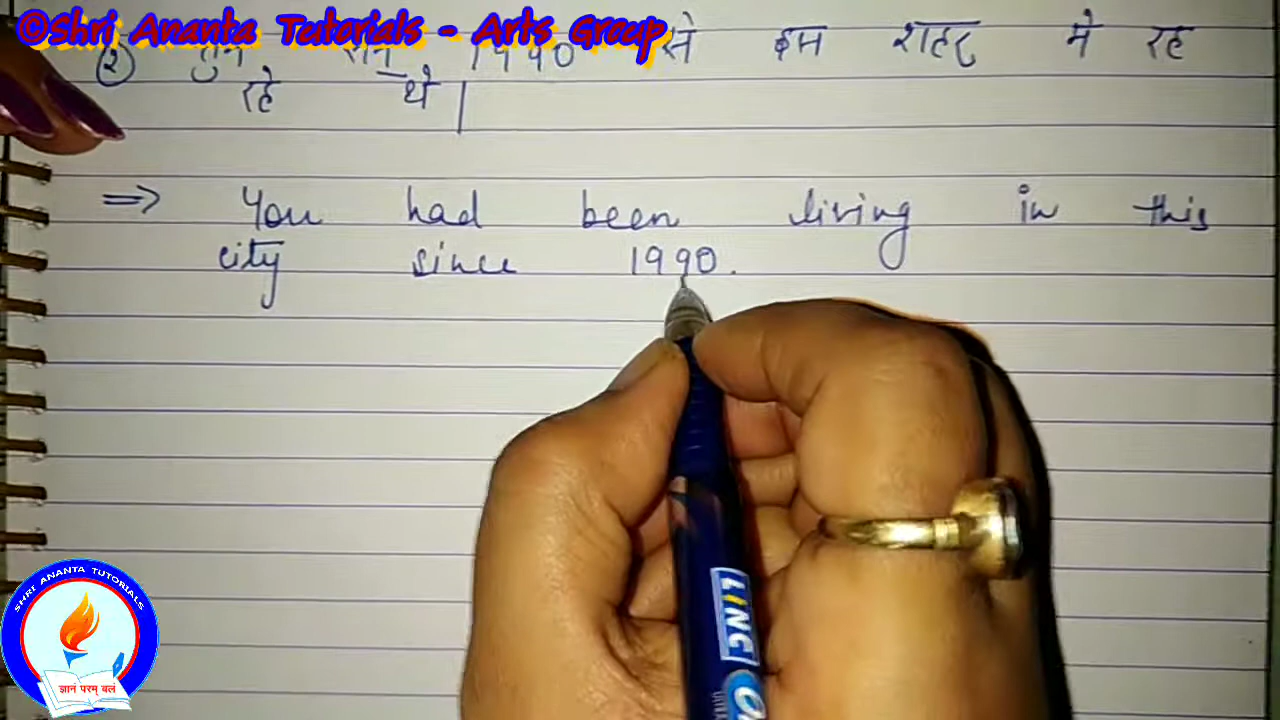 ©Shri Ananta Tutorials - Arts Group
२) तुम सन् 1990 से इस शहर में रह
रहे थे |
⇒ You had been living in this
city since 1990.
LINC
SHRI ANANTA TUTORIALS
ज्ञानं परमं बलं